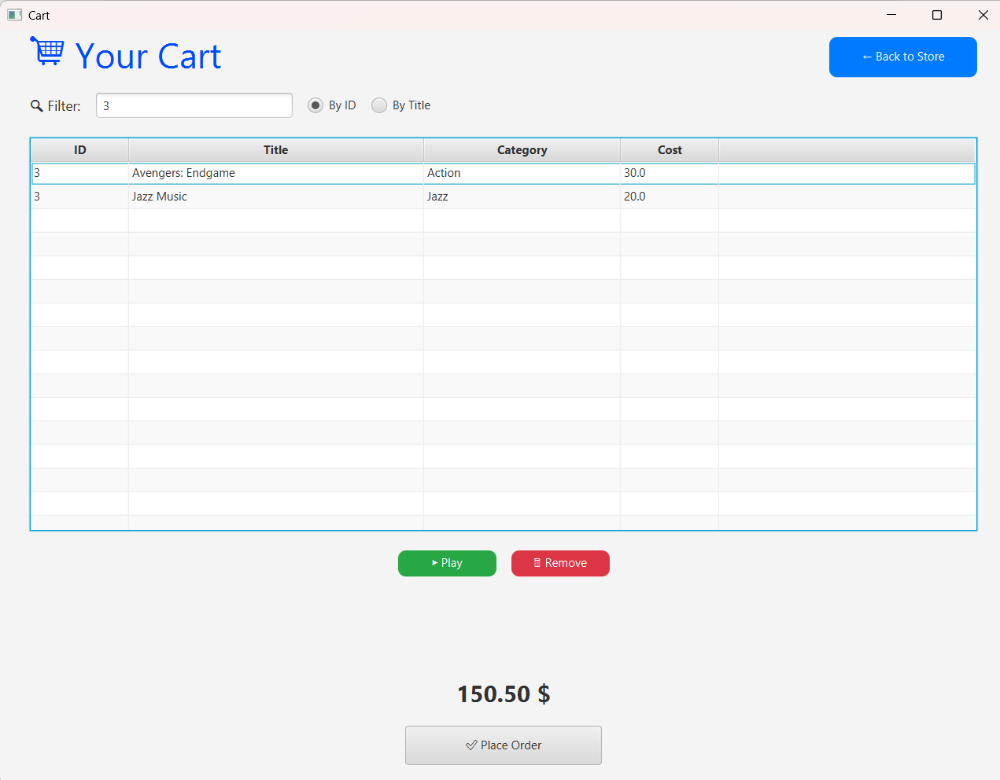 Cart
Your Cart
← Back to Store
Filter: 3 By ID By Title
ID Title Category Cost
3 Avengers: Endgame Action 30.0
3 Jazz Music Jazz 20.0
Play Remove
150.50 $
Place Order